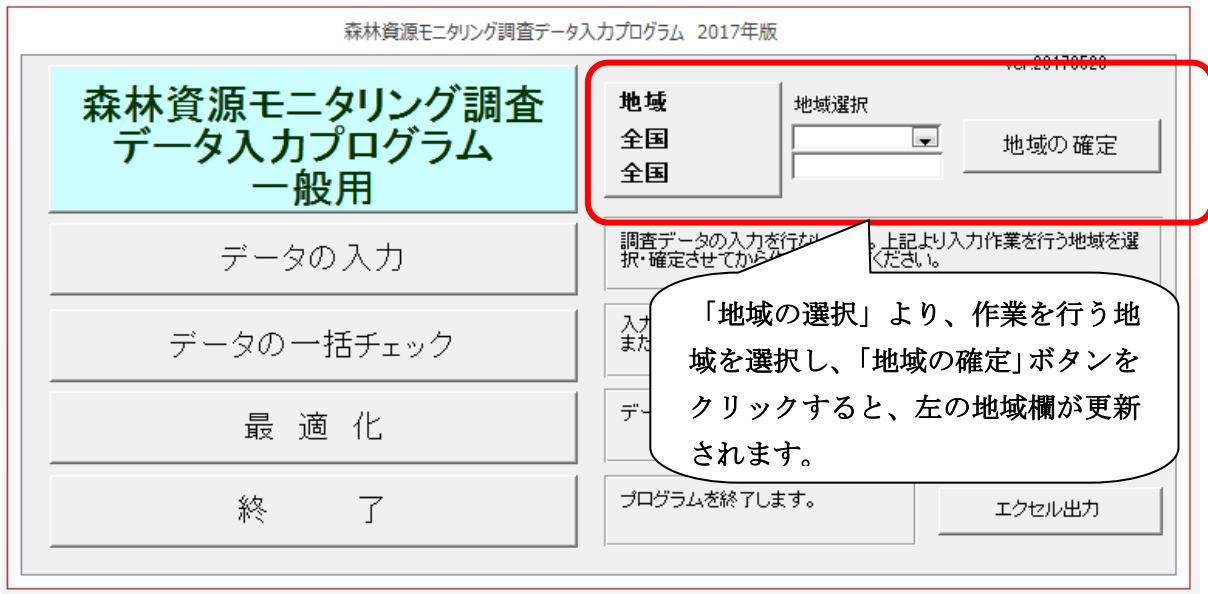 森林資源モニタリング調査データ入力プログラム 2017年版
森林資源モニタリング調査
データ入力プログラム
一般用
地域
全国
全国
地域選択
地域の確定
データの入力
調査データの入力を行な
。上記より入力作業を行う地域を選
択・確定させてから
ください。
「地域の選択」より、作業を行う地
域を選択し、「地域の確定」ボタンを
クリックすると、左の地域欄が更新
されます。
データの一括チェック
入力
また
最 適 化
デー
終 了
プログラムを終了します。
エクセル出力